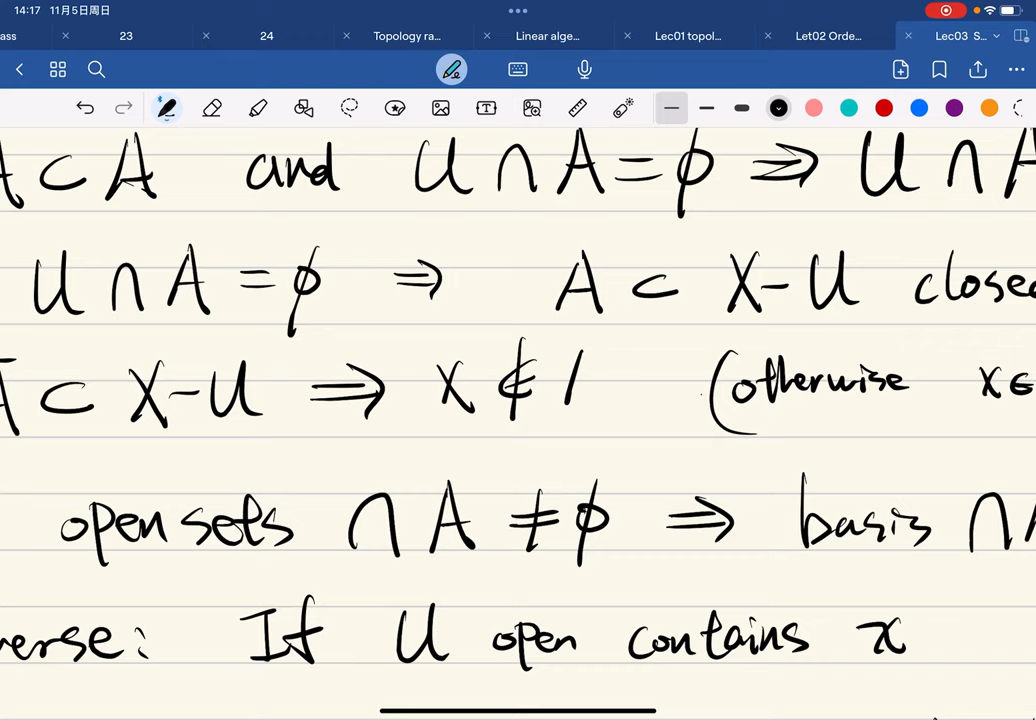 14:17 11月5日周日
ass 23 24 Topology ra... Linear alge... Lec01 topol... Let02 Orde... Lec03 S...
A ⊂ A and U ∩ A = ϕ ⇒ U ∩ A
U ∩ A = ϕ ⇒ A ⊂ X - U closed
A ⊂ X - U ⇒ x ∉ (otherwise x ∈
open sets ∩ A ≠ ϕ ⇒ basis ∩ A
verse: If U open contains x